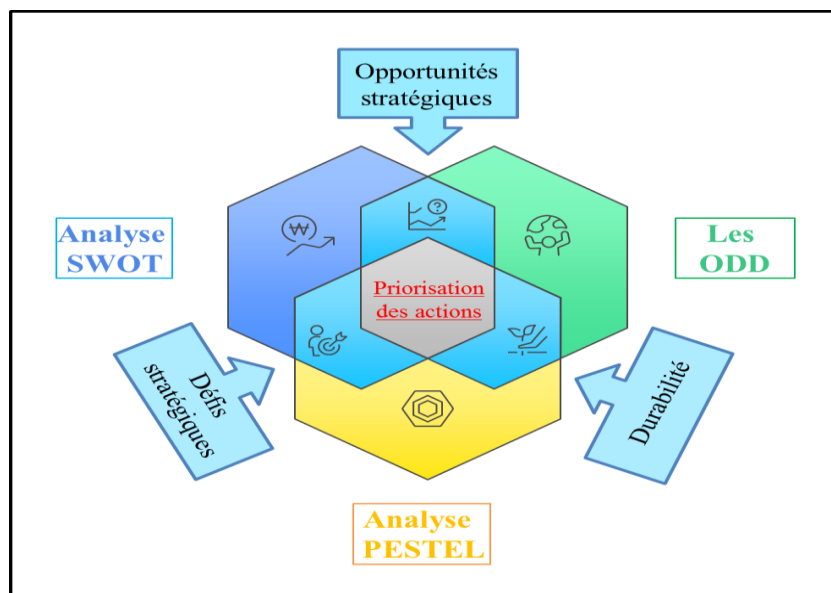 Opportunités
stratégiques
Analyse
SWOT
Les
ODD
?
₩
Priorisation
des actions
Défis
stratégiques
Durabilité
Analyse
PESTEL